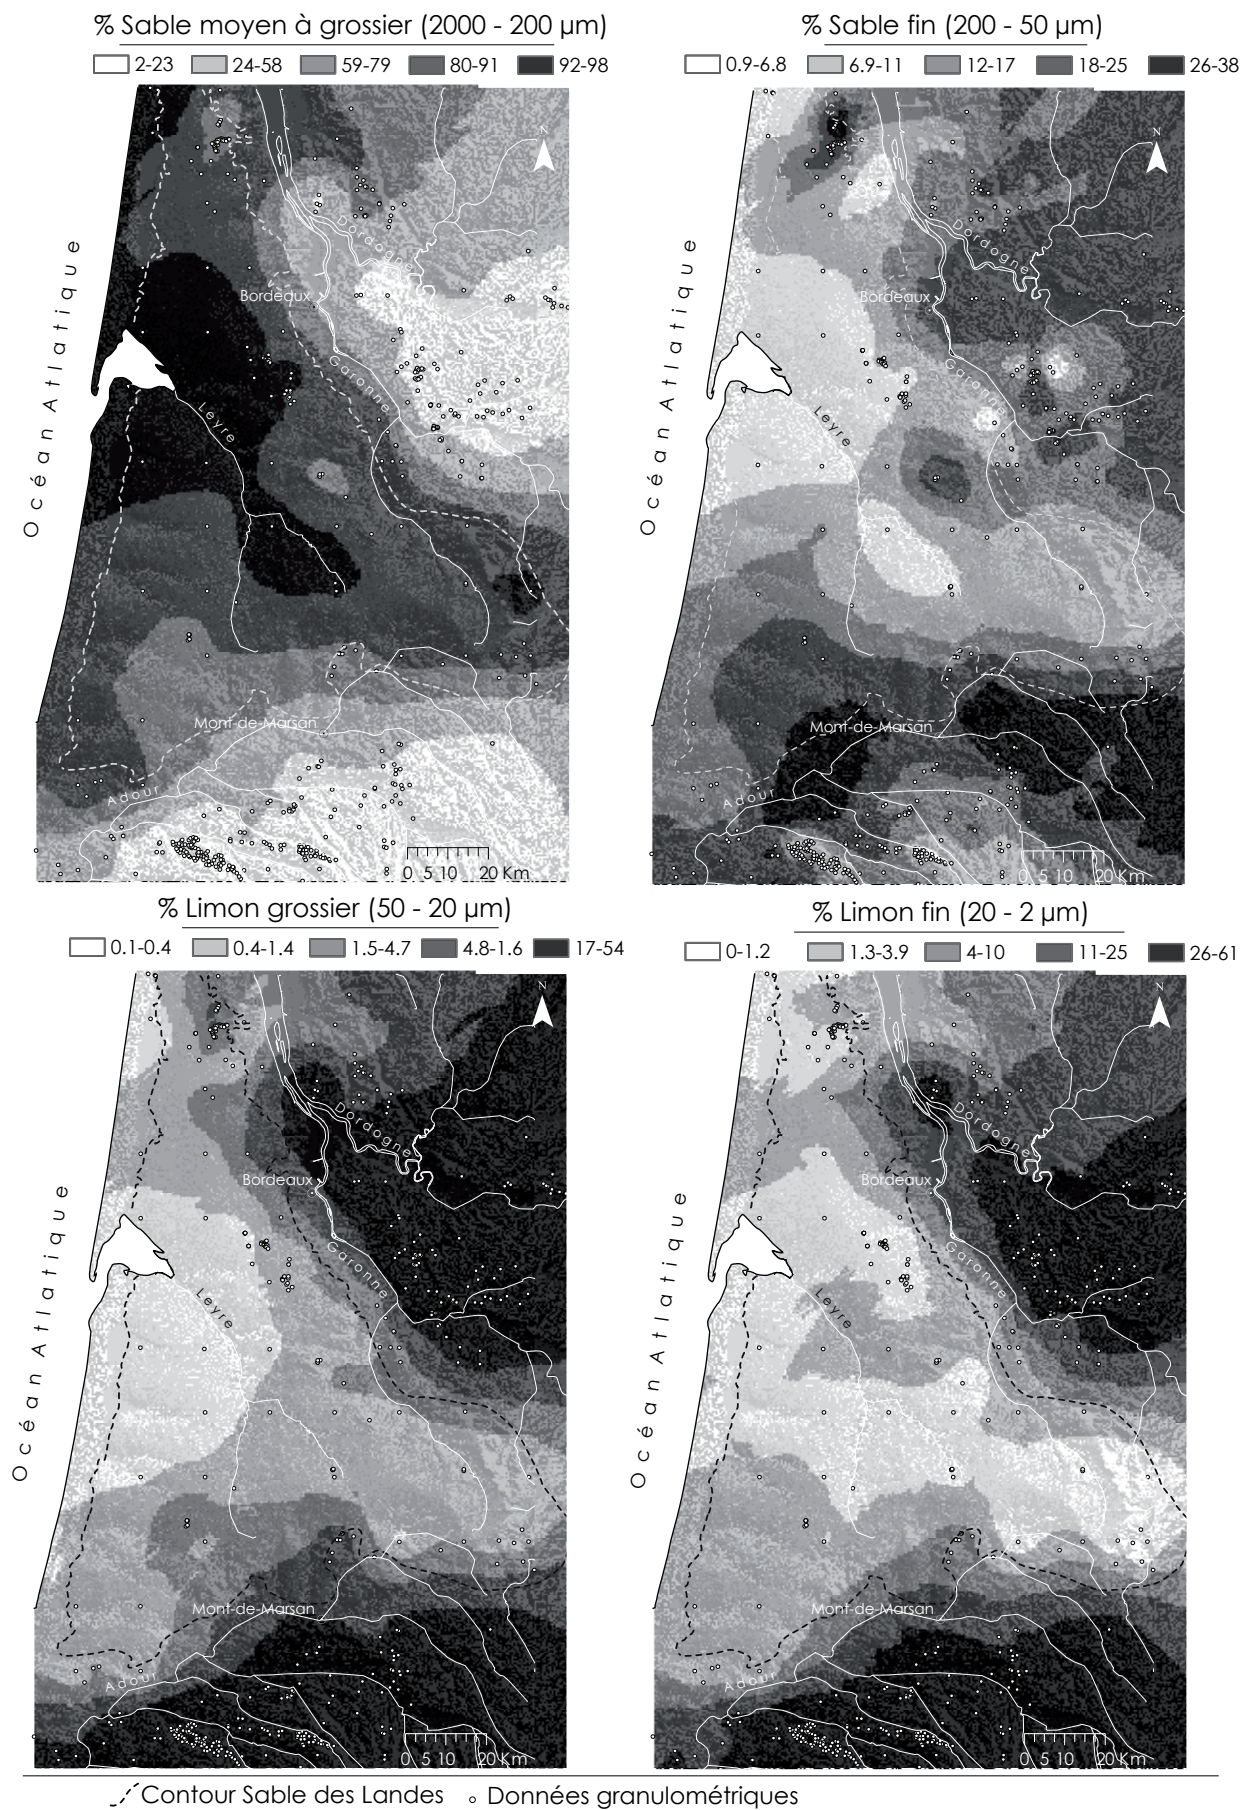 % Sable moyen à grossier (2000 - 200 µm)
2-23 24-58 59-79 80-91 92-98
N
Océan Atlatique
Dordogne
Bordeaux
Garonne
Leyre
Mont-de-Marsan
Adour
0 5 10 20 Km
% Sable fin (200 - 50 µm)
0.9-6.8 6.9-11 12-17 18-25 26-38
N
Océan Atlatique
Dordogne
Bordeaux
Garonne
Leyre
Mont-de-Marsan
Adour
0 5 10 20 Km
% Limon grossier (50 - 20 µm)
0.1-0.4 0.4-1.4 1.5-4.7 4.8-1.6 17-54
N
Océan Atlatique
Dordogne
Bordeaux
Garonne
Leyre
Mont-de-Marsan
Adour
0 5 10 20 Km
% Limon fin (20 - 2 µm)
0-1.2 1.3-3.9 4-10 11-25 26-61
N
Océan Atlatique
Dordogne
Bordeaux
Garonne
Leyre
Mont-de-Marsan
Adour
0 5 10 20 Km
Contour Sable des Landes Données granulométriques